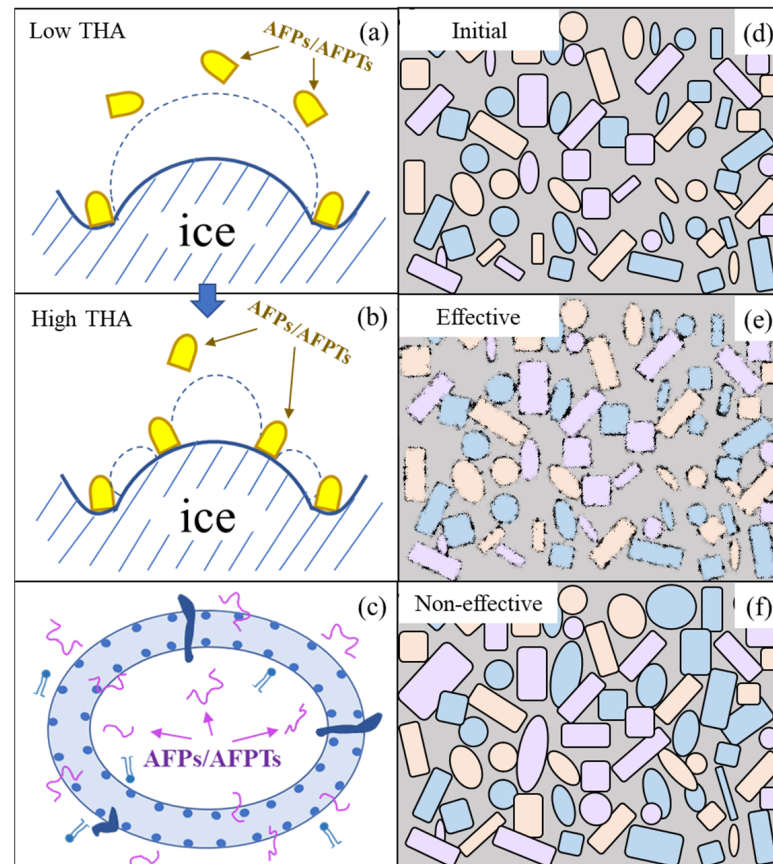 Low THA
(a)
AFPs/AFPTs
ice
High THA
(b)
AFPs/AFPTs
ice
(c)
AFPs/AFPTs
Initial
(d)
Effective
(e)
Non-effective
(f)